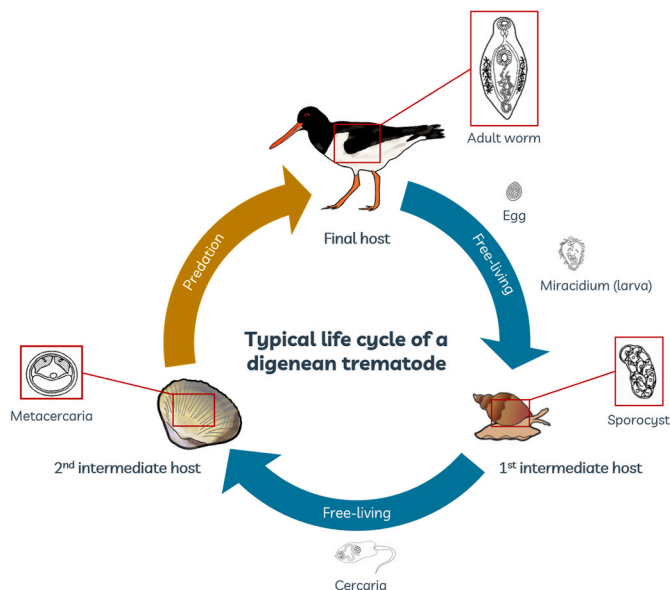 Adult worm
Egg
Final host
Free-living
Predation
Miracidium (larva)
Typical life cycle of a
digenean trematode
Metacercaria
Sporocyst
2nd intermediate host
1st intermediate host
Free-living
Cercaria